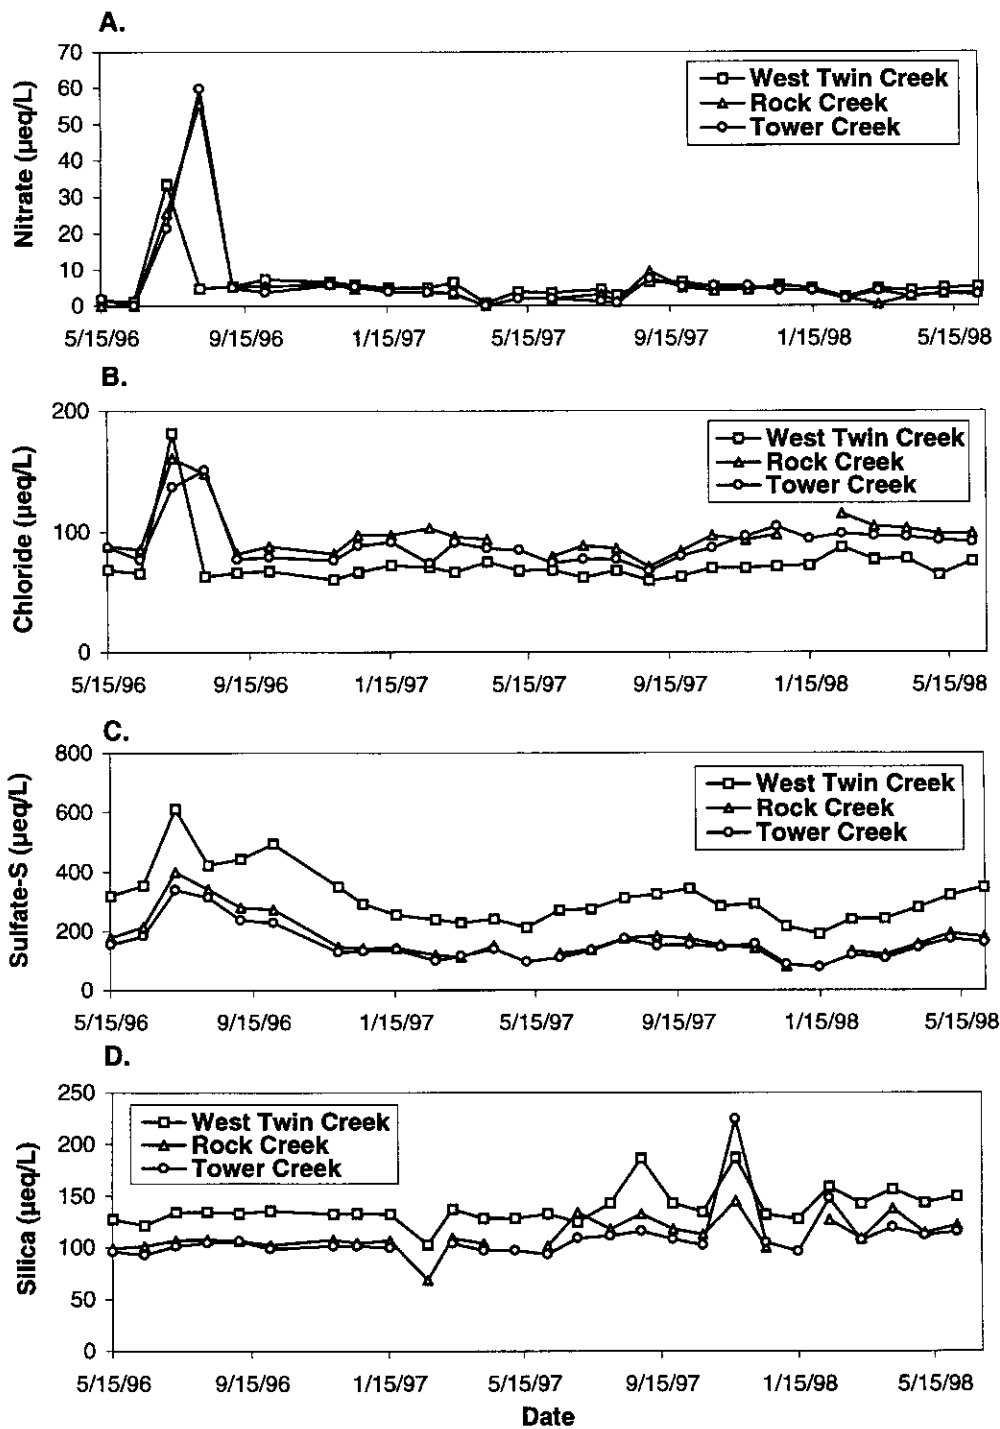 A.
Nitrate (µeq/L)
70
60
50
40
30
20
10
0
West Twin Creek
Rock Creek
Tower Creek
5/15/96 9/15/96 1/15/97 5/15/97 9/15/97 1/15/98 5/15/98
B.
Chloride (µeq/L)
200
100
0
West Twin Creek
Rock Creek
Tower Creek
5/15/96 9/15/96 1/15/97 5/15/97 9/15/97 1/15/98 5/15/98
C.
Sulfate-S (µeq/L)
800
600
400
200
0
West Twin Creek
Rock Creek
Tower Creek
5/15/96 9/15/96 1/15/97 5/15/97 9/15/97 1/15/98 5/15/98
D.
Silica (µeq/L)
250
200
150
100
50
0
West Twin Creek
Rock Creek
Tower Creek
5/15/96 9/15/96 1/15/97 5/15/97 9/15/97 1/15/98 5/15/98
Date